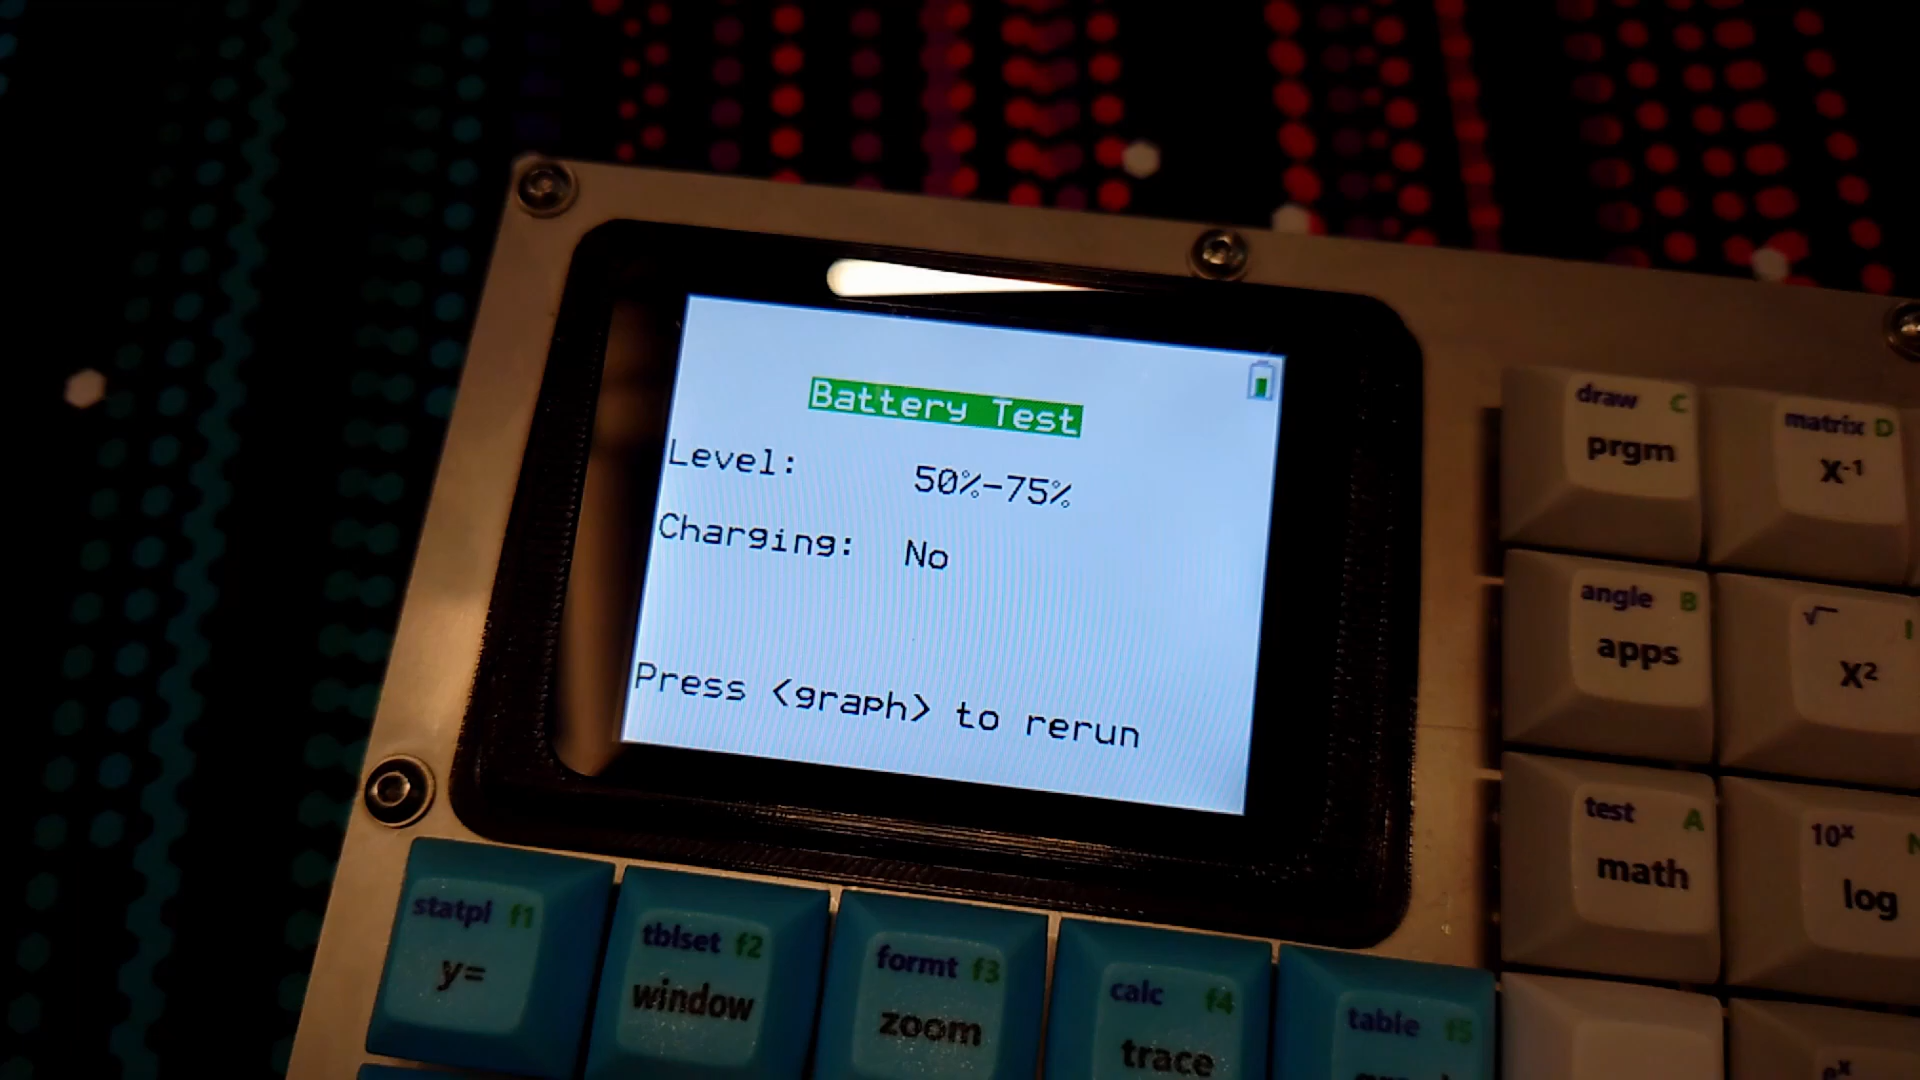 Battery Test
Level: 50%-75%
Charging: No
Press <graph> to rerun
draw C
prgm
matrix D
X-1
angle B
apps
√ I
X²
test A
math
10x N
log
statpl f1
y=
tblset f2
window
formt f3
zoom
calc f4
trace
table f5
ex